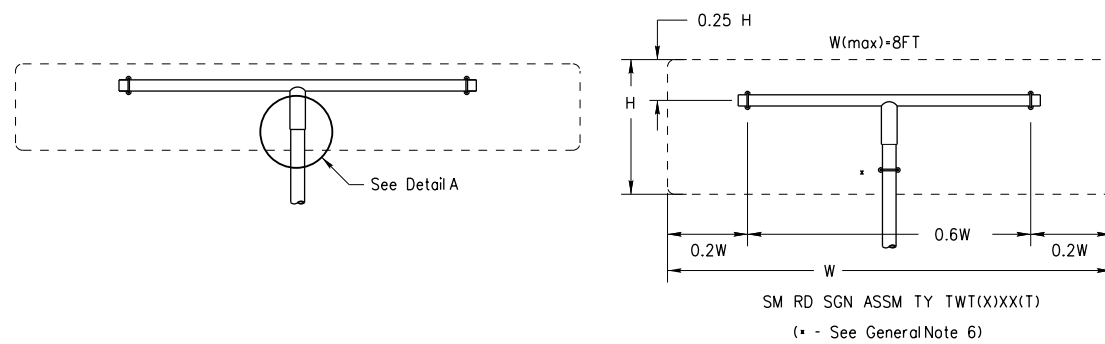 0.25 H
W(max)=8FT
H
See Detail A
x
0.2W
0.6W
0.2W
W
SM RD SGN ASSM TY TWT(X)XX(T)
(x - See General Note 6)